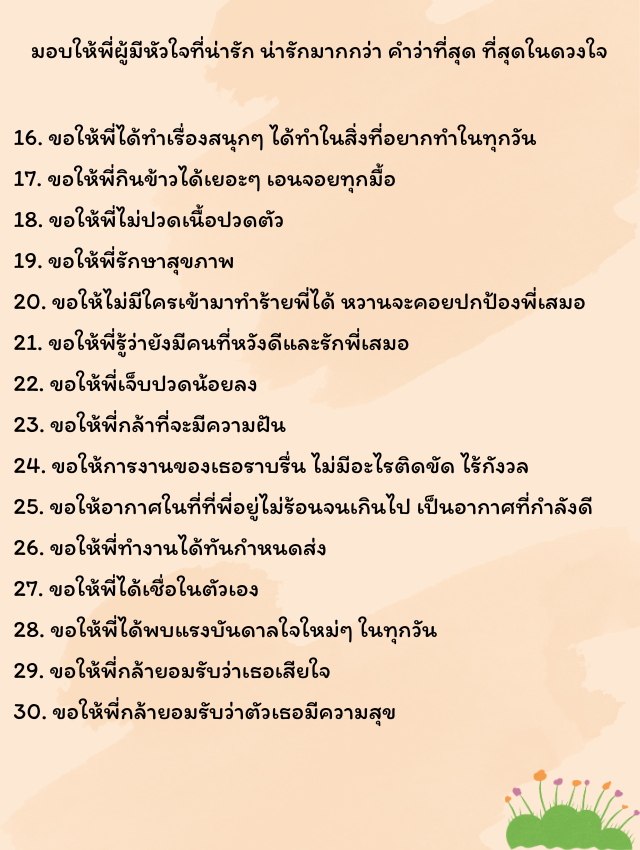 มอบให้พี่ผู้มีหัวใจที่น่ารัก น่ารักมากกว่า คำว่าที่สุด ที่สุดในดวงใจ
16. ขอให้พี่ได้ทำเรื่องสนุกๆ ได้ทำในสิ่งที่อยากทำในทุกวัน
17. ขอให้พี่กินข้าวได้เยอะๆ เอนจอยทุกมื้อ
18. ขอให้พี่ไม่ปวดเนื้อปวดตัว
19. ขอให้พี่รักษาสุขภาพ
20. ขอให้ไม่มีใครเข้ามาทำร้ายพี่ได้ หวานจะคอยปกป้องพี่เสมอ
21. ขอให้พี่รู้ว่ายังมีคนที่หวังดีและรักพี่เสมอ
22. ขอให้พี่เจ็บปวดน้อยลง
23. ขอให้พี่กล้าที่จะมีความฝัน
24. ขอให้การงานของเธอราบรื่น ไม่มีอะไรติดขัด ไร้กังวล
25. ขอให้อากาศในที่ที่พี่อยู่ไม่ร้อนจนเกินไป เป็นอากาศที่กำลังดี
26. ขอให้พี่ทำงานได้ทันกำหนดส่ง
27. ขอให้พี่ได้เชื่อในตัวเอง
28. ขอให้พี่ได้พบแรงบันดาลใจใหม่ๆ ในทุกวัน
29. ขอให้พี่กล้ายอมรับว่าเธอเสียใจ
30. ขอให้พี่กล้ายอมรับว่าตัวเธอมีความสุข